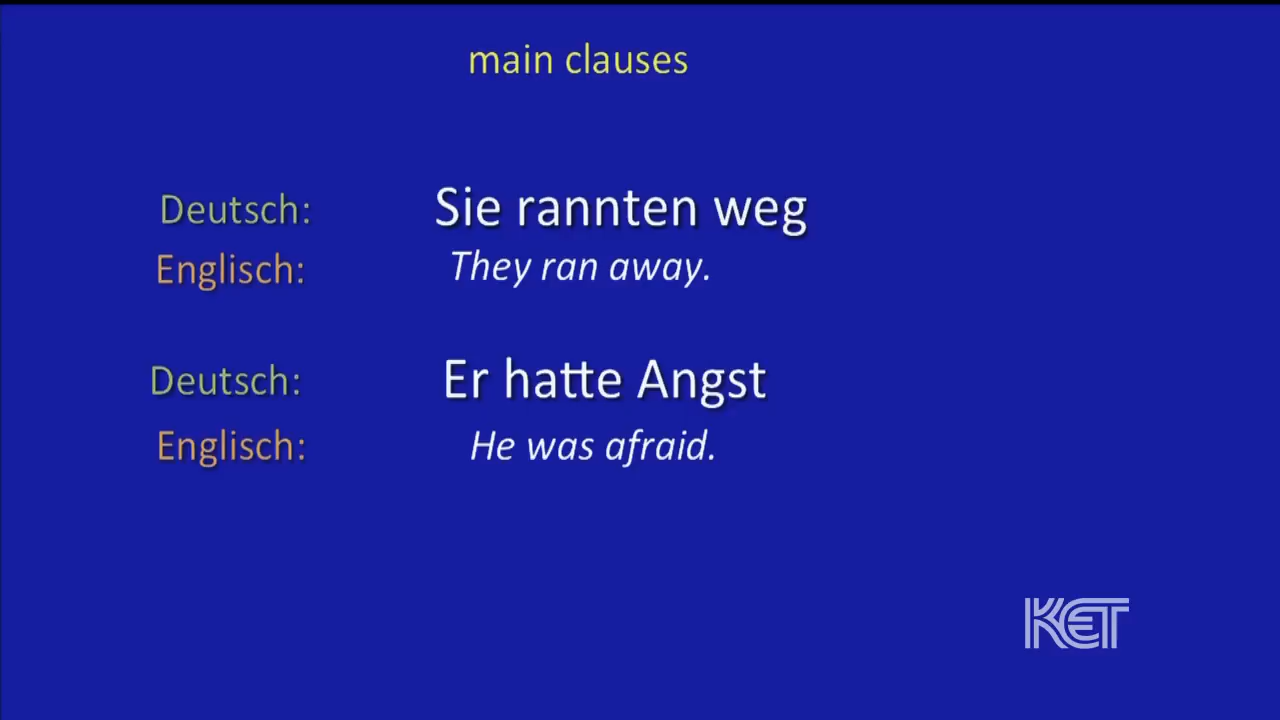 main clauses
Deutsch: Sie rannten weg
Englisch: They ran away.
Deutsch: Er hatte Angst
Englisch: He was afraid.
KET